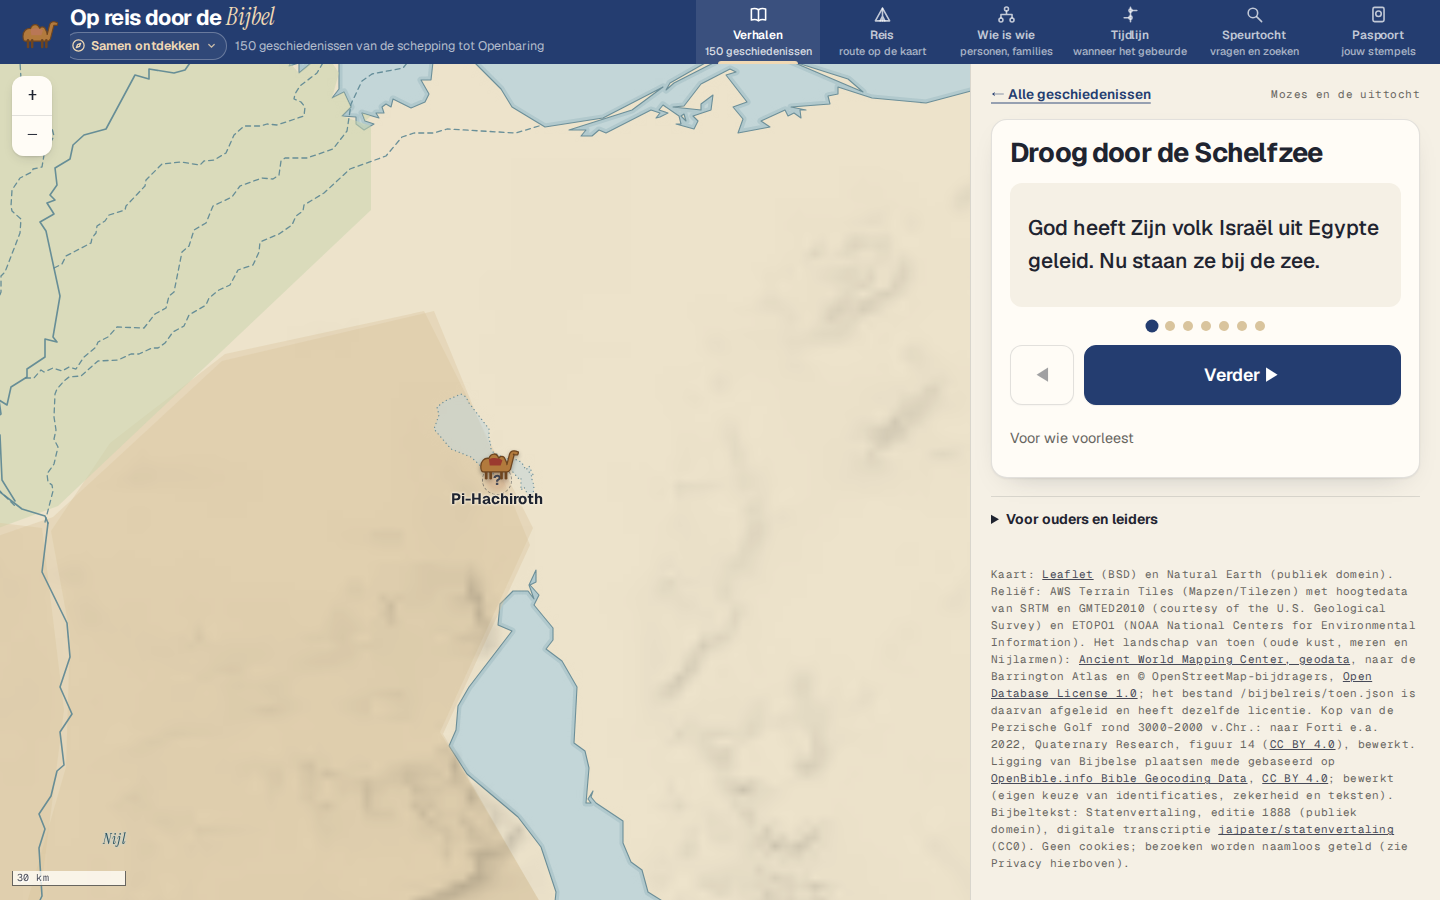 Op reis door de Bijbel
Samen ontdekken
150 geschiedenissen van de schepping tot Openbaring
Verhalen
150 geschiedenissen
Reis
route op de kaart
Wie is wie
personen, families
Tijdlijn
wanneer het gebeurde
Speurtocht
vragen en zoeken
Paspoort
jouw stempels
+
−
?
Pi-Hachiroth
Nijl
30 km
← Alle geschiedenissen
Mozes en de uittocht
Droog door de Schelfzee
God heeft Zijn volk Israël uit Egypte
geleid. Nu staan ze bij de zee.
Verder ▶
Voor wie voorleest
▶ Voor ouders en leiders
Kaart: Leaflet (BSD) en Natural Earth (publiek domein).
Reliëf: AWS Terrain Tiles (Mapzen/Tilezen) met hoogtedata
van SRTM en GMTED2010 (courtesy of the U.S. Geological
Survey) en ETOPO1 (NOAA National Centers for Environmental
Information). Het landschap van toen (oude kust, meren en
Nijlarmen): Ancient World Mapping Center, geodata, naar de
Barrington Atlas en © OpenStreetMap-bijdragers, Open
Database License 1.0; het bestand /bijbelreis/toen.json is
daarvan afgeleid en heeft dezelfde licentie. Kop van de
Perzische Golf rond 3000–2000 v.Chr.: naar Forti e.a.
2022, Quaternary Research, figuur 14 (CC BY 4.0), bewerkt.
Ligging van Bijbelse plaatsen mede gebaseerd op
OpenBible.info Bible Geocoding Data, CC BY 4.0; bewerkt
(eigen keuze van identificaties, zekerheid en teksten).
Bijbeltekst: Statenvertaling, editie 1888 (publiek
domein), digitale transcriptie jajpater/statenvertaling
(CC0). Geen cookies; bezoeken worden naamloos geteld (zie
Privacy hierboven).